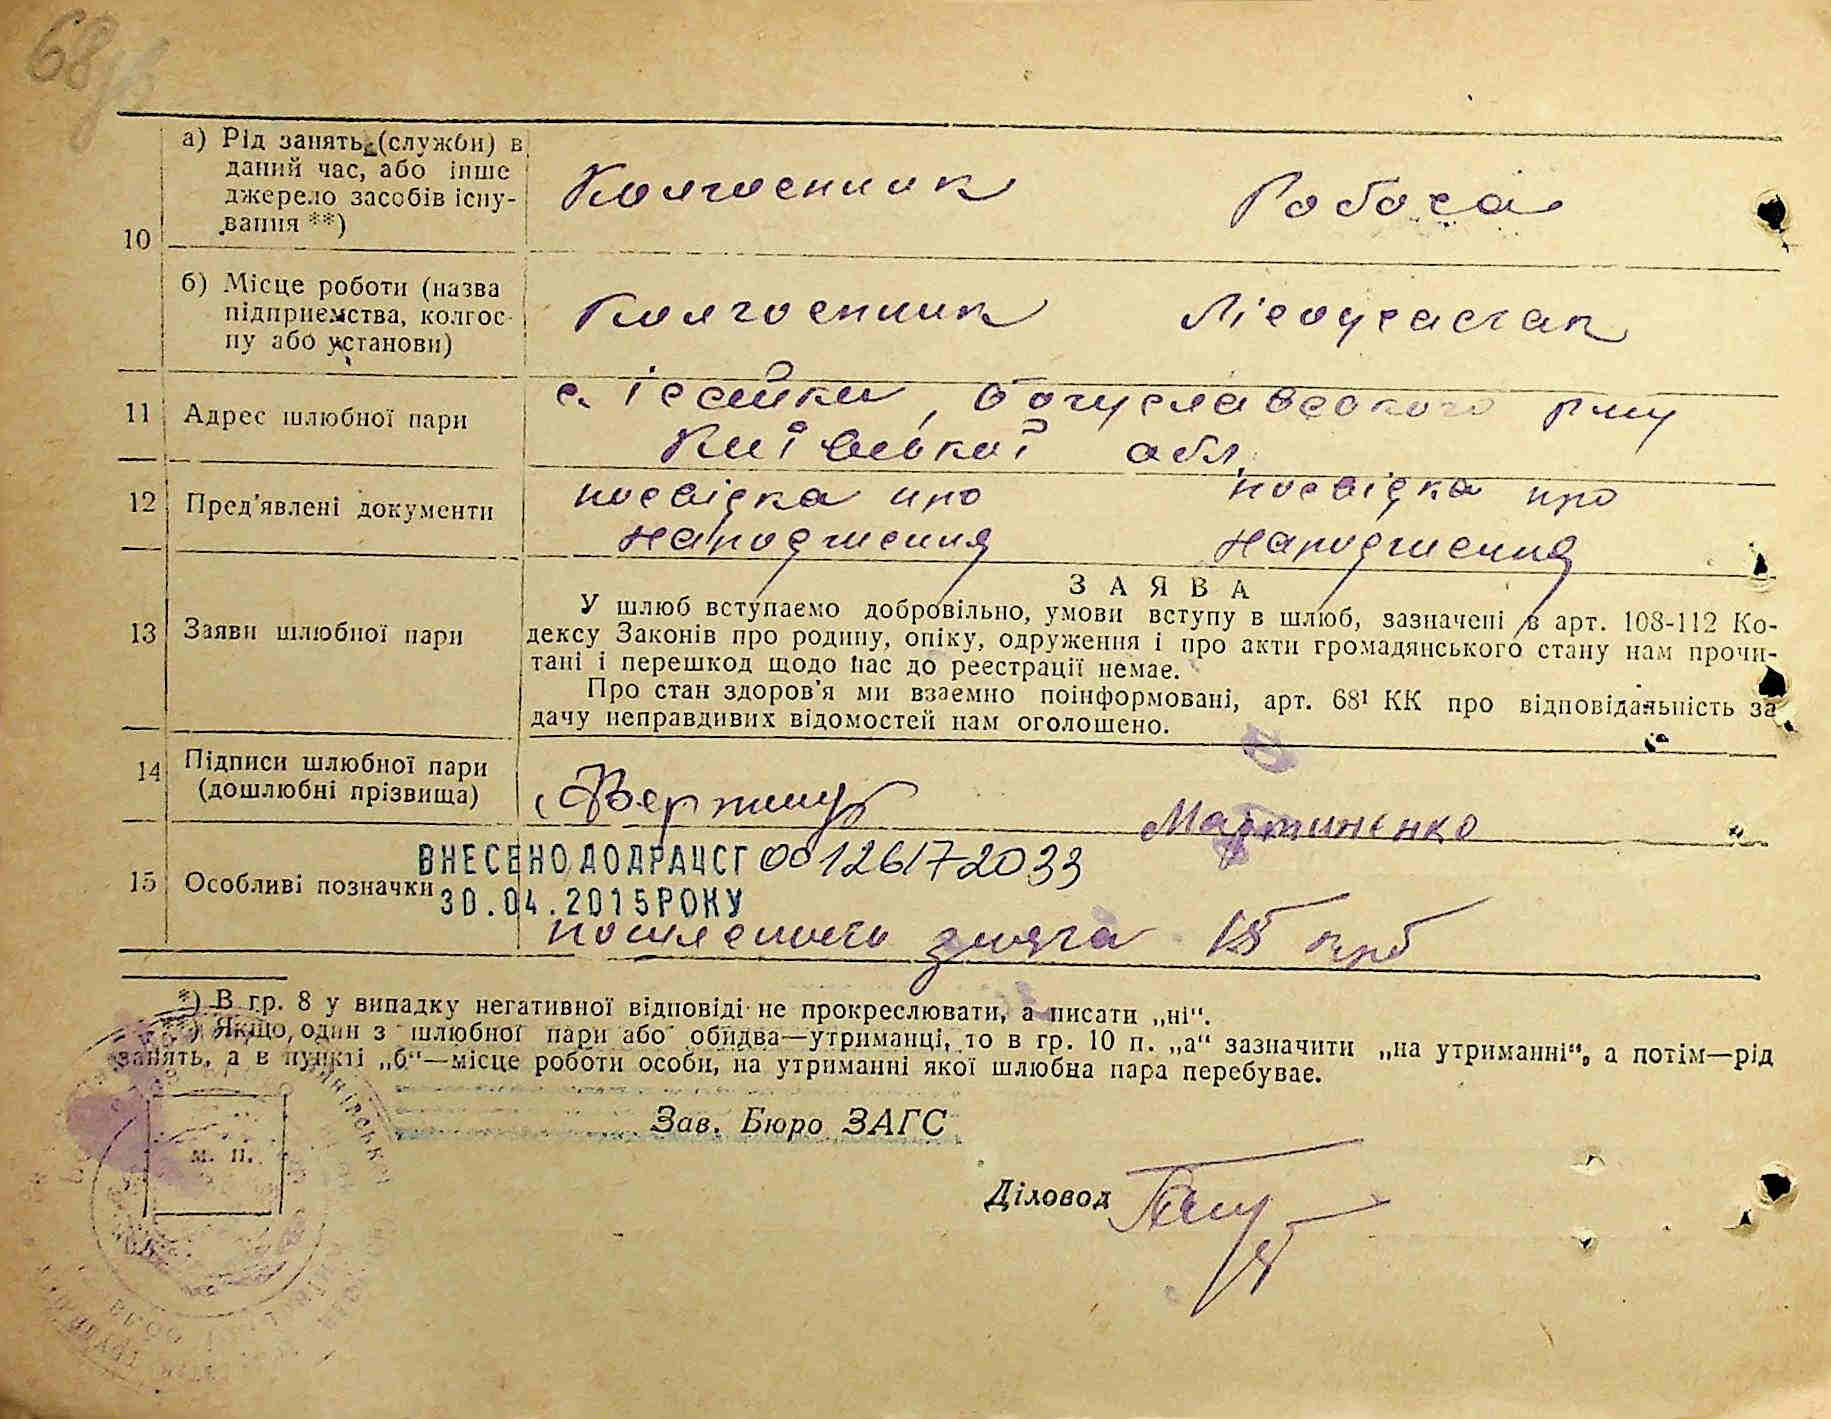 а) Рід занять (служби) в
даний час, або інше
джерело засобів існу-
вання **)
Колгоспник Робоча
10
б) Місце роботи (назва
підприємства, колгос-
пу або установи)
Колгоспник Лісоучасток
11 Адрес шлюбної пари
с. Ісайки, Богуславського р-ну
Київської обл.
12 Пред'явлені документи
посвідка про посвідка про
народження народження
13 Заяви шлюбної пари
ЗАЯВА
У шлюб вступаємо добровільно, умови вступу в шлюб, зазначені в арт. 108-112 Ко-
дексу Законів про родину, опіку, одруження і про акти громадянського стану нам прочи-
тані і перешкод щодо нас до реестрації немає.
Про стан здоров'я ми взаємно поінформовані, арт. 68¹ КК про відповідальність за
дачу неправдивих відомостей нам оголошено.
14 Підписи шлюбної пари
(дошлюбні прізвища)
Мартиненко
ВНЕСЕНО ДО ДРАЦСГ 00126172033
15 Особливі позначки
30.04.2015 РОКУ
15 крб
*) В гр. 8 у випадку негативної відповіді не прокреслювати, а писати „ні“.
**) Якщо один з шлюбної пари або обидва—утриманці, то в гр. 10 п. „а“ зазначити „на утриманні“, а потім—рід
занять, а в пункті „б“—місце роботи особи, на утриманні якої шлюбна пара перебуває.
Зав. Бюро ЗАГС
м. п.
Діловод